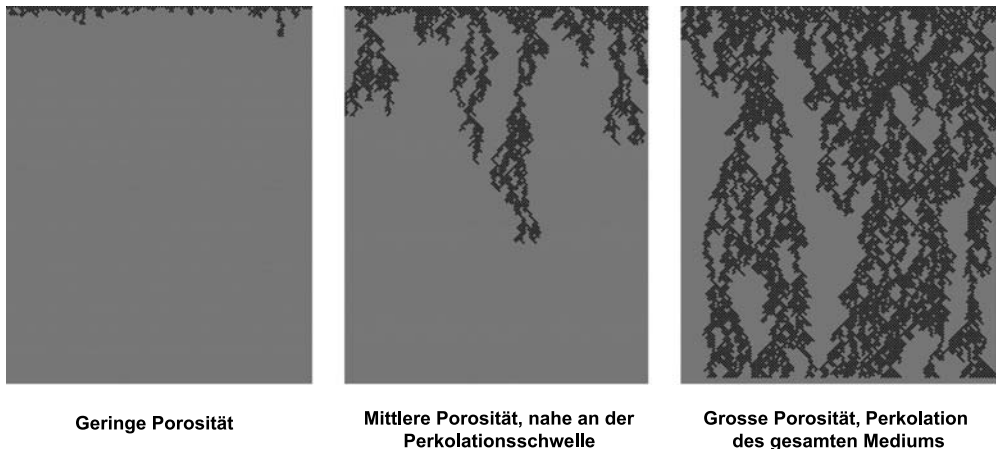 Geringe Porosität
Mittlere Porosität, nahe an der
Perkolationsschwelle
Grosse Porosität, Perkolation
des gesamten Mediums